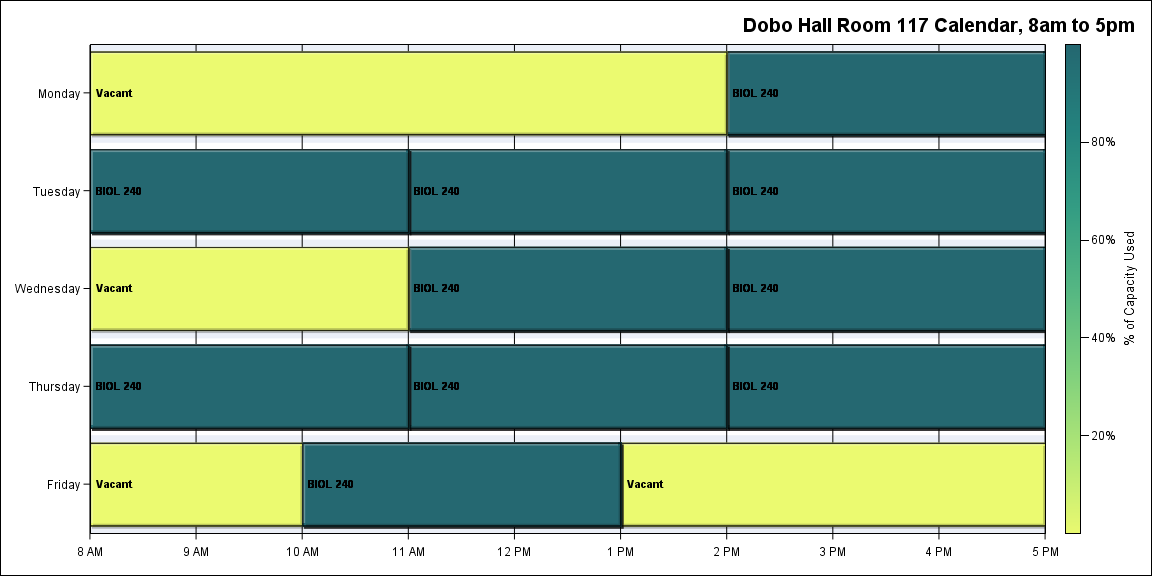 Dobo Hall Room 117 Calendar, 8am to 5pm
Monday
Vacant
BIOL 240
Tuesday
BIOL 240
BIOL 240
BIOL 240
Wednesday
Vacant
BIOL 240
BIOL 240
Thursday
BIOL 240
BIOL 240
BIOL 240
Friday
Vacant
BIOL 240
Vacant
8 AM
9 AM
10 AM
11 AM
12 PM
1 PM
2 PM
3 PM
4 PM
5 PM
80%
60%
40%
20%
% of Capacity Used